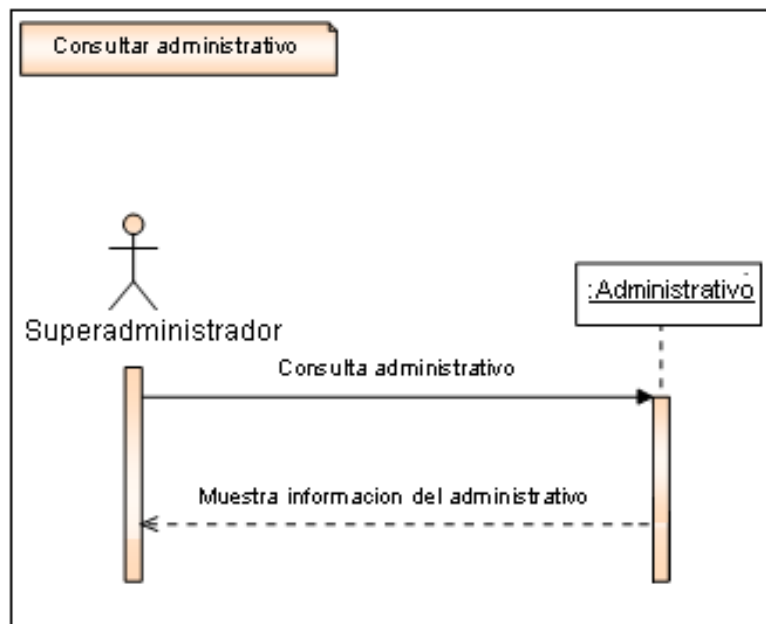 Consultar administrativo
Superadministrador
:Administrativo
Consulta administrativo
Muestra informacion del administrativo